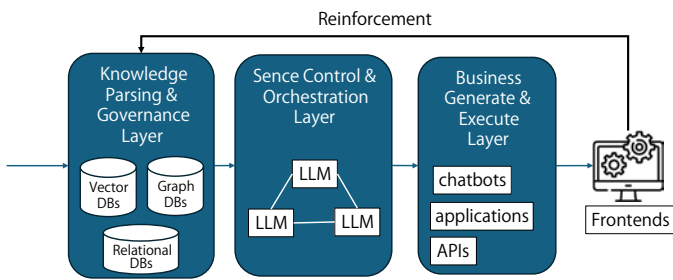 Reinforcement
Knowledge
Parsing &
Governance
Layer
Vector
DBs
Graph
DBs
Relational
DBs
Sence Control &
Orchestration
Layer
LLM
LLM
LLM
Business
Generate &
Execute
Layer
chatbots
applications
APIs
Frontends